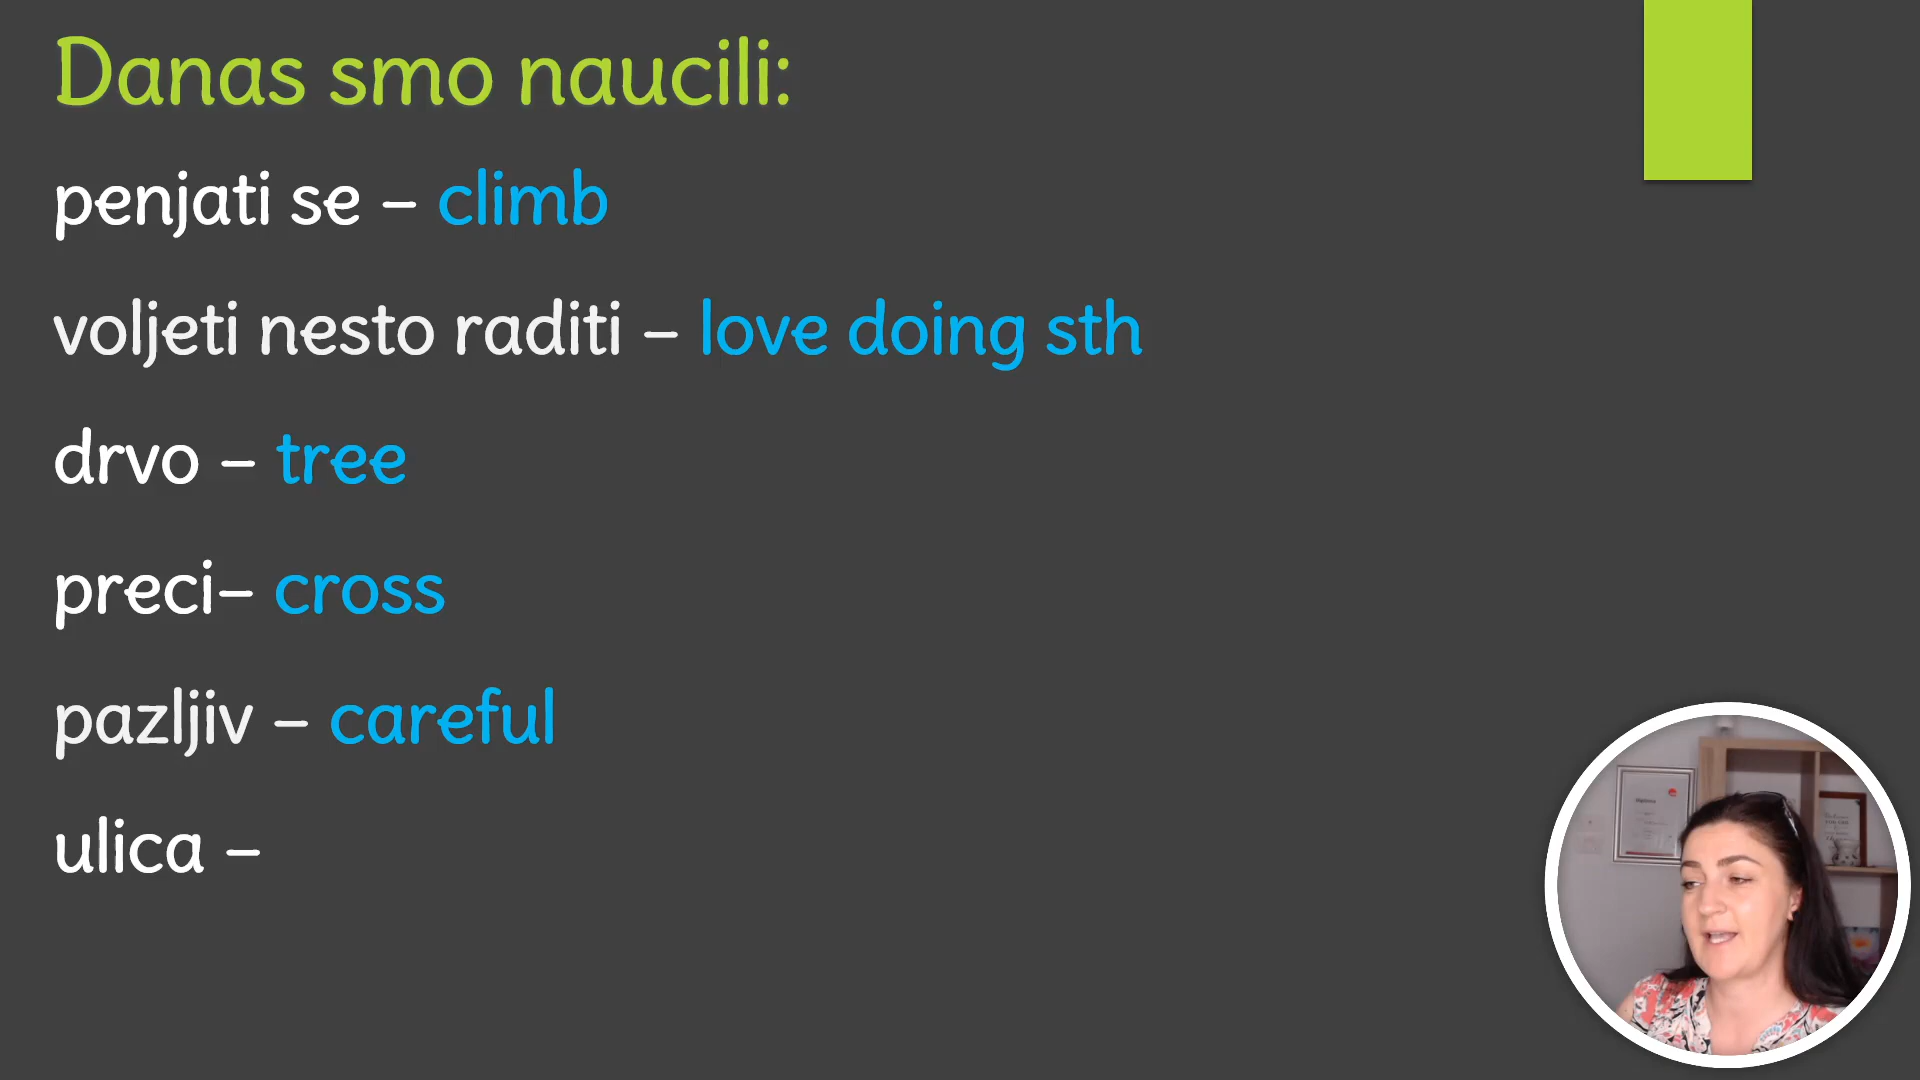 Danas smo naucili:
penjati se – climb
voljeti nesto raditi – love doing sth
drvo – tree
preci– cross
pazljiv – careful
ulica –